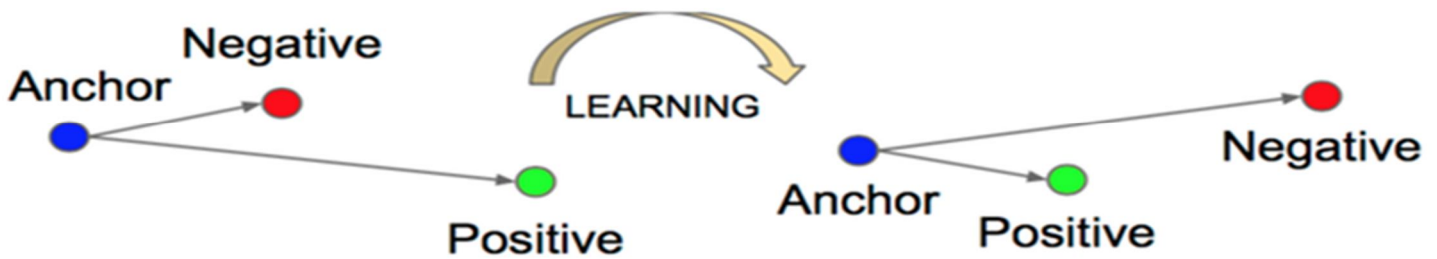 Negative
Anchor
Positive
LEARNING
Anchor
Positive
Negative